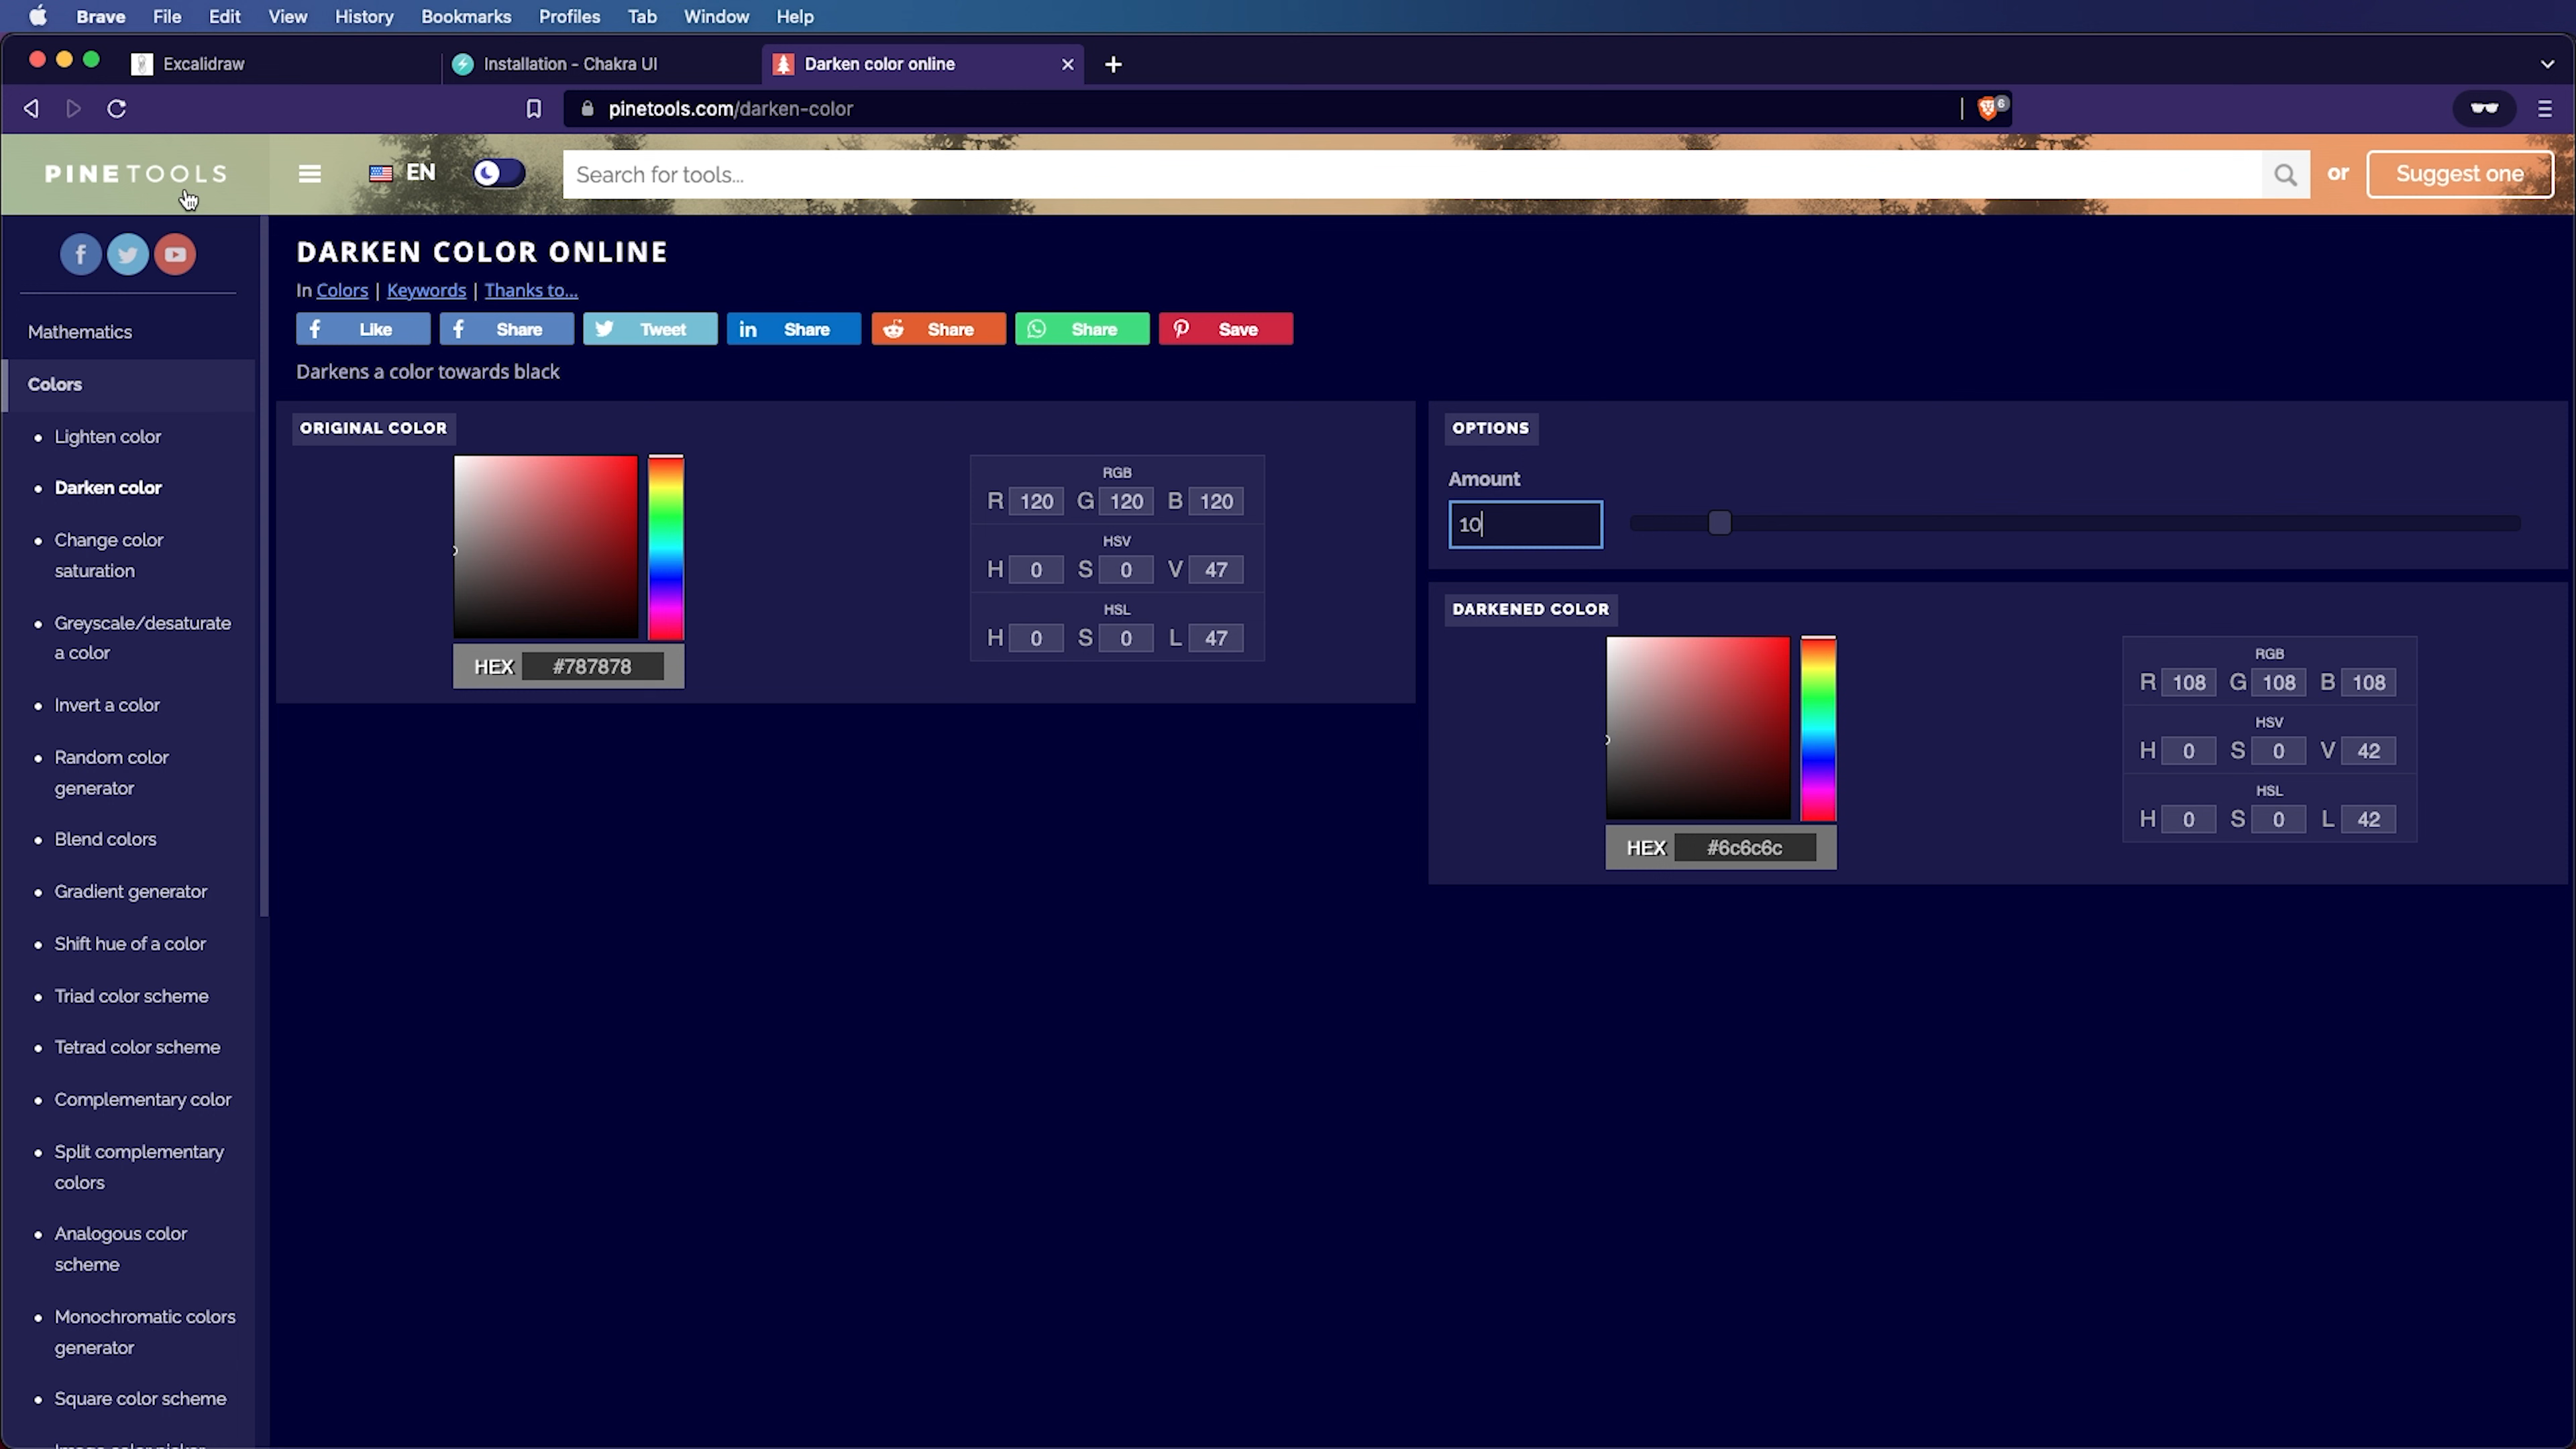 Brave File Edit View History Bookmarks Profiles Tab Window Help
Excalidraw Installation - Chakra UI Darken color online
pinetools.com/darken-color 6
PINETOOLS EN Search for tools... or Suggest one
DARKEN COLOR ONLINE
In Colors | Keywords | Thanks to...
Like Share Tweet Share Share Share Save
Darkens a color towards black
Mathematics
Colors
Lighten color
Darken color
Change color
saturation
Greyscale/desaturate
a color
Invert a color
Random color
generator
Blend colors
Gradient generator
Shift hue of a color
Triad color scheme
Tetrad color scheme
Complementary color
Split complementary
colors
Analogous color
scheme
Monochromatic colors
generator
Square color scheme
ORIGINAL COLOR
RGB
R 120 G 120 B 120
HSV
H 0 S 0 V 47
HSL
H 0 S 0 L 47
HEX #787878
OPTIONS
Amount
10
DARKENED COLOR
RGB
R 108 G 108 B 108
HSV
H 0 S 0 V 42
HSL
H 0 S 0 L 42
HEX #6c6c6c